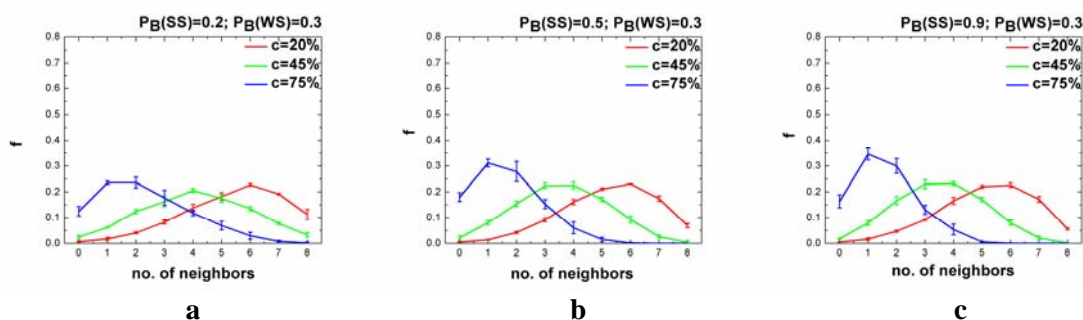 P_B(SS)=0.2; P_B(WS)=0.3
c=20%
c=45%
c=75%
0.8
0.7
0.6
0.5
0.4
0.3
0.2
0.1
0.0
f
0 1 2 3 4 5 6 7 8
no. of neighbors
a
P_B(SS)=0.5; P_B(WS)=0.3
c=20%
c=45%
c=75%
0.8
0.7
0.6
0.5
0.4
0.3
0.2
0.1
0.0
f
0 1 2 3 4 5 6 7 8
no. of neighbors
b
P_B(SS)=0.9; P_B(WS)=0.3
c=20%
c=45%
c=75%
0.8
0.7
0.6
0.5
0.4
0.3
0.2
0.1
0.0
f
0 1 2 3 4 5 6 7 8
no. of neighbors
c